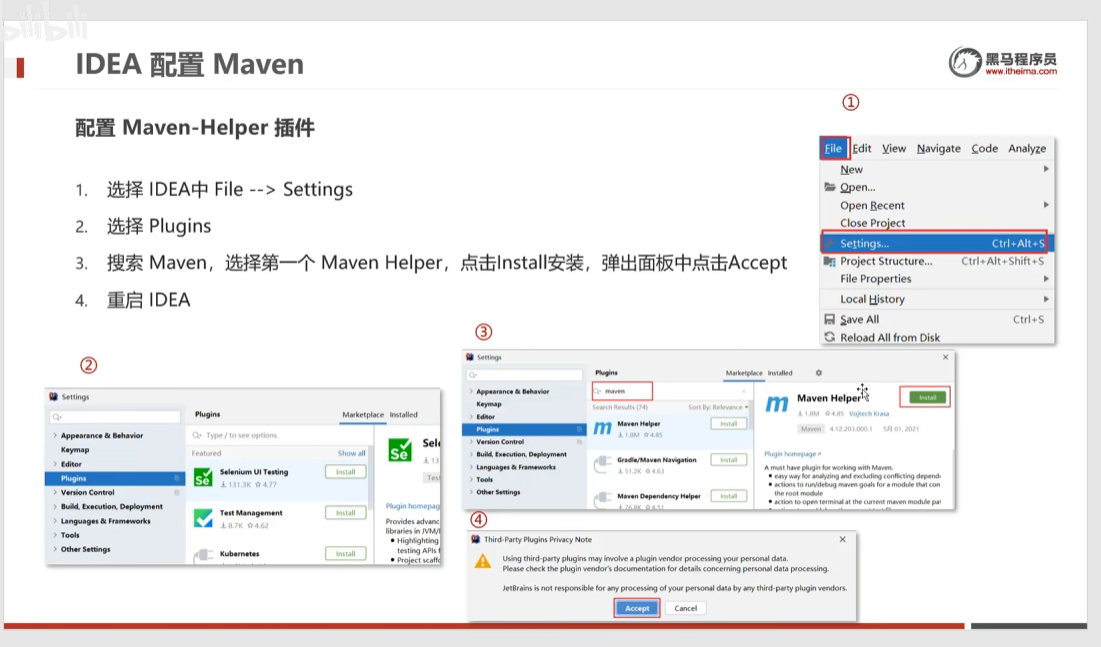 bilibili
IDEA 配置 Maven
黑马程序员
www.itheima.com
配置 Maven-Helper 插件
1. 选择 IDEA中 File --> Settings
2. 选择 Plugins
3. 搜索 Maven，选择第一个 Maven Helper，点击Install安装，弹出面板中点击Accept
4. 重启 IDEA
①
File Edit View Navigate Code Analyze
New
Open...
Open Recent
Close Project
Settings... Ctrl+Alt+S
Project Structure... Ctrl+Alt+Shift+S
File Properties
Local History
Save All Ctrl+S
Reload All from Disk
②
Settings
Plugins Marketplace Installed
Appearance & Behavior
Keymap
Editor
Plugins
Version Control
Build, Execution, Deployment
Languages & Frameworks
Tools
Other Settings
Type / to see options
Featured Show all
Selenium UI Testing Install
131.3K 4.77
Test Management Install
8.7K 4.62
Kubernetes Install
Sele
13
Test
Plugin homepag
Provides advanc
libraries in JVM/
Highlighting
testing APIs f
Project scaffo
③
Settings
Plugins Marketplace Installed
Appearance & Behavior
Keymap
Editor
Plugins
Version Control
Build, Execution, Deployment
Languages & Frameworks
Tools
Other Settings
maven
Search Results (74) Sort By: Relevance
Maven Helper Install
1.8M 4.85
Gradle/Maven Navigation Install
51.2K 4.63
Maven Dependency Helper Install
76.8K 4.51
Maven Helper Install
1.8M 4.85 Vojtech Krasa
Maven 4.12.203.000.1 5月 01, 2021
Plugin homepage
A must have plugin for working with Maven.
easy way for analyzing and excluding conflicting depend
actions to run/debug maven goals for a module that con
the root module
action to open terminal at the current maven module pat
④
Third-Party Plugins Privacy Note
Using third-party plugins may involve a plugin vendor processing your personal data.
Please check the plugin vendor's documentation for details concerning personal data processing.
JetBrains is not responsible for any processing of your personal data by any third-party plugin vendors.
Accept Cancel